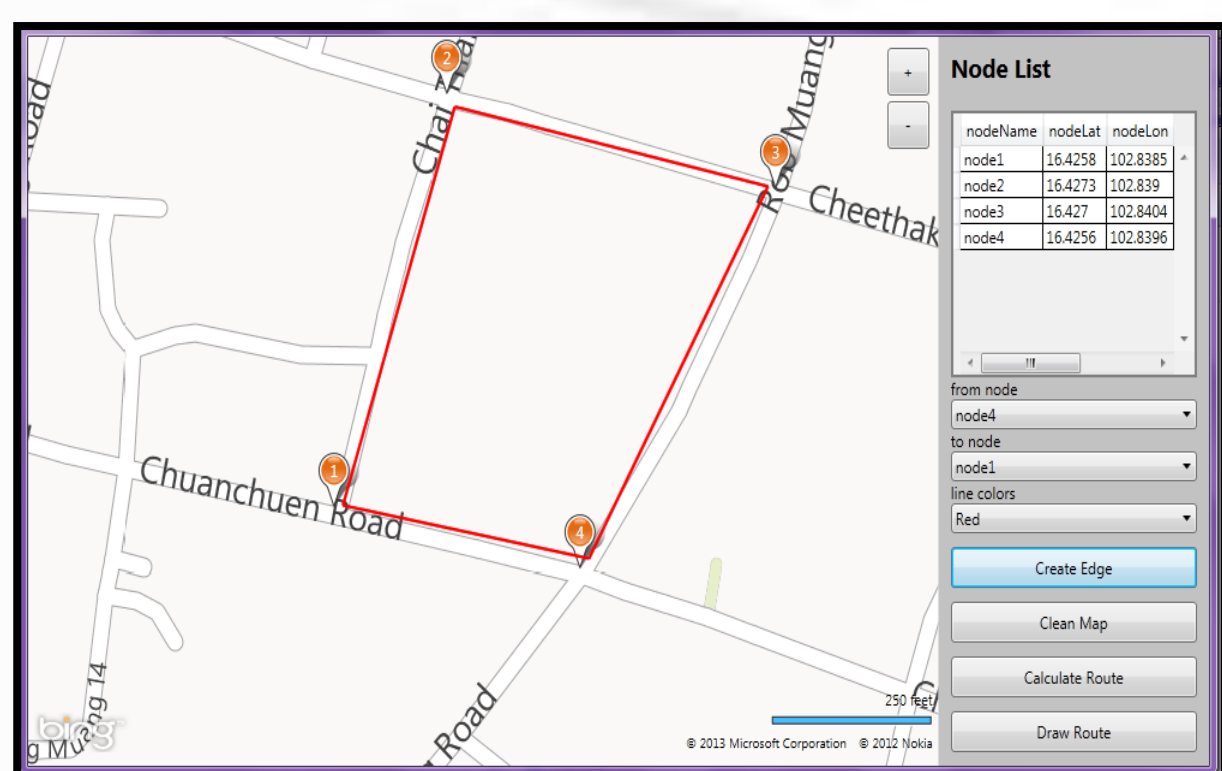 2
3
1
4
Road
Chai
Muang
Cheethak
Chuanchuen Road
Muang 14
Road
bing
250 feet
© 2013 Microsoft Corporation © 2012 Nokia
+
-
Node List
nodeName nodeLat nodeLon
node1 16.4258 102.8385
node2 16.4273 102.839
node3 16.427 102.8404
node4 16.4256 102.8396
from node
node4
to node
node1
line colors
Red
Create Edge
Clean Map
Calculate Route
Draw Route